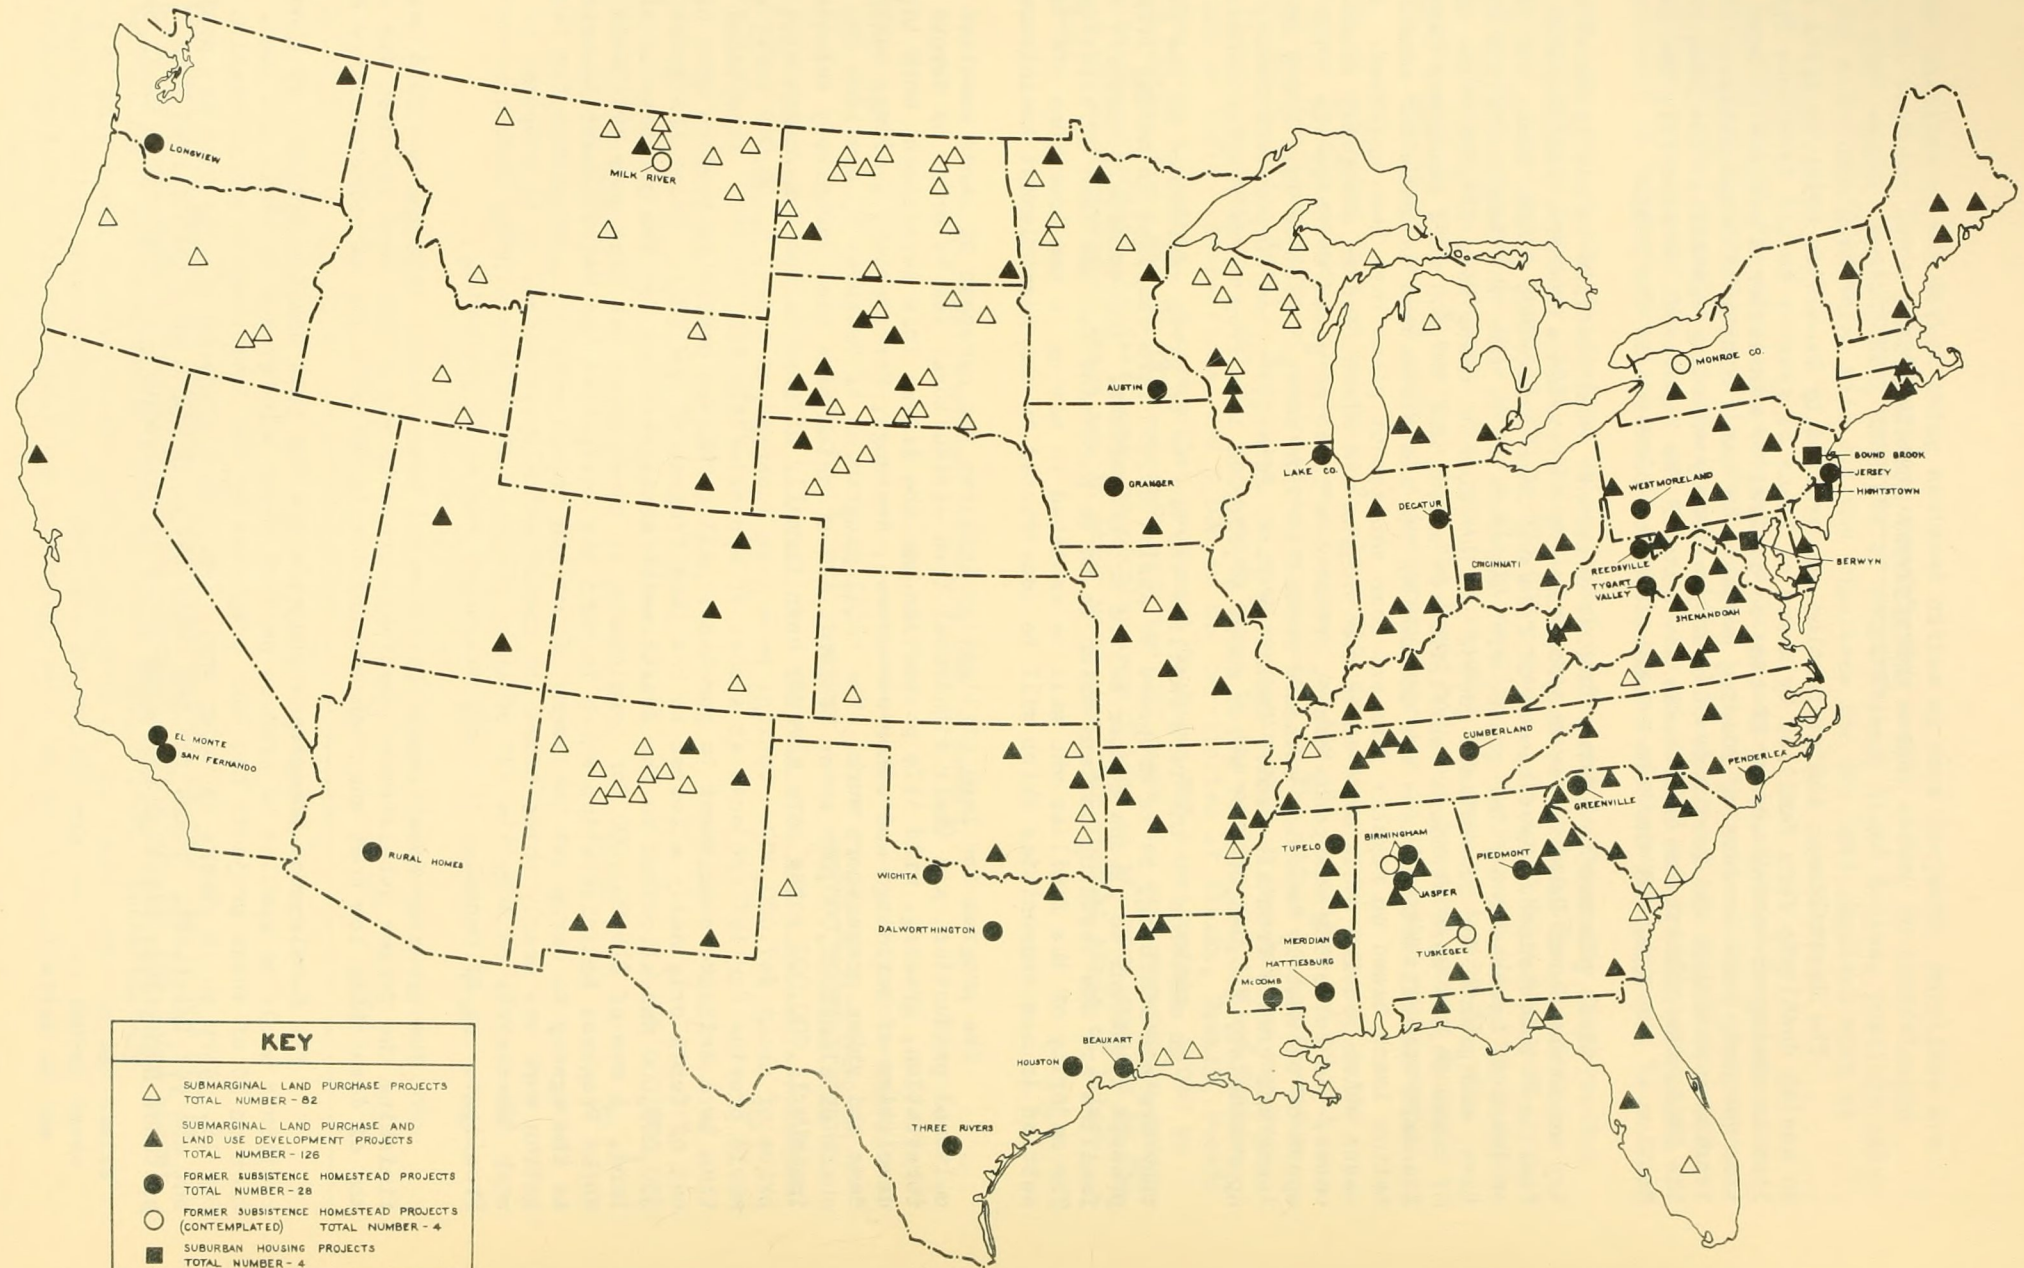 LONGVIEW
MILK RIVER
MONROE CO.
AUSTIN
LAKE CO.
BOUND BROOK
JERSEY
HIGHTSTOWN
GRANGER
DECATUR
WESTMORELAND
CINCINNATI
REEDSVILLE
TYGART
VALLEY
BERWYN
SHENANDOAH
EL MONTE
SAN FERNANDO
CUMBERLAND
PENDERLEA
GREENVILLE
RURAL HOMES
WICHITA
TUPELO
BIRMINGHAM
PIEDMONT
JASPER
DALWORTHINGTON
MERIDIAN
TUSKEGEE
HATTIESBURG
McCOMB
HOUSTON
BEAUXART
THREE RIVERS
KEY
SUBMARGINAL LAND PURCHASE PROJECTS
TOTAL NUMBER - 82
SUBMARGINAL LAND PURCHASE AND
LAND USE DEVELOPMENT PROJECTS
TOTAL NUMBER - 126
FORMER SUBSISTENCE HOMESTEAD PROJECTS
TOTAL NUMBER - 28
FORMER SUBSISTENCE HOMESTEAD PROJECTS
(CONTEMPLATED) TOTAL NUMBER - 4
SUBURBAN HOUSING PROJECTS
TOTAL NUMBER - 4